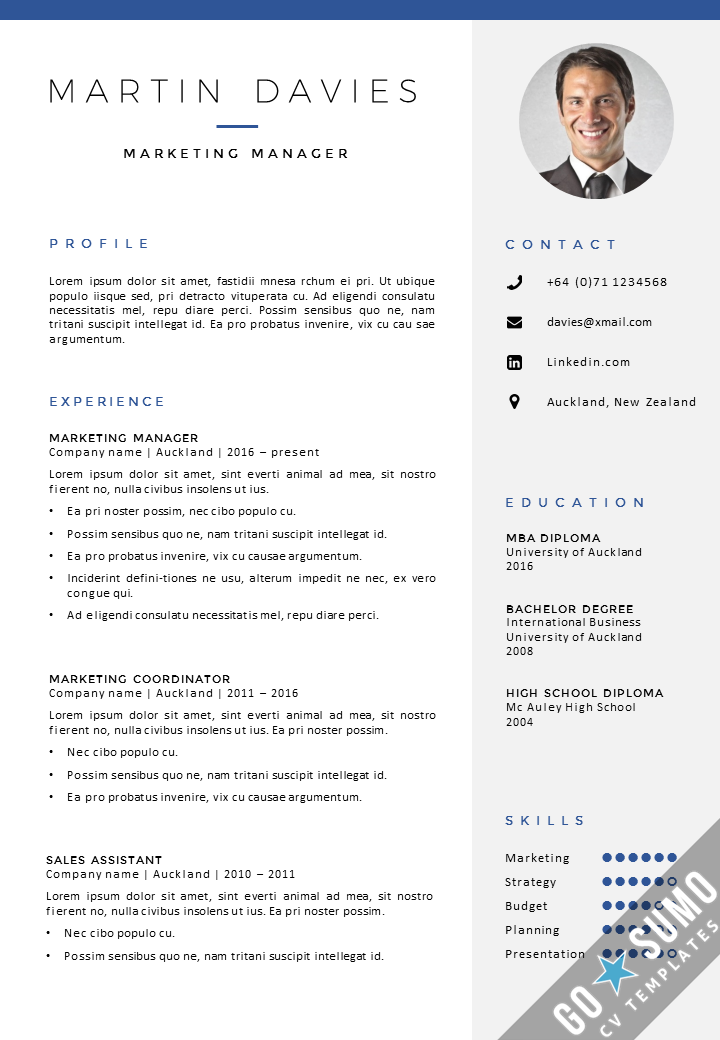 MARTIN DAVIES
MARKETING MANAGER
PROFILE
Lorem ipsum dolor sit amet, fastidii mnesa rchum ei pri. Ut ubique
populo iisque sed, pri detracto vituperata cu. Ad eligendi consulatu
necessitatis mel, repu diare perci. Possim sensibus quo ne, nam
tritani suscipit intellegat id. Ea pro probatus invenire, vix cu cau sae
argumentum.
EXPERIENCE
MARKETING MANAGER
Company name | Auckland | 2016 – present
Lorem ipsum dolor sit amet, sint everti animal ad mea, sit nostro
fierent no, nulla civibus insolens ut ius.
• Ea pri noster possim, nec cibo populo cu.
• Possim sensibus quo ne, nam tritani suscipit intellegat id.
• Ea pro probatus invenire, vix cu causae argumentum.
• Inciderint defini-tiones ne usu, alterum impedit ne nec, ex vero
congue qui.
• Ad eligendi consulatu necessitatis mel, repu diare perci.
MARKETING COORDINATOR
Company name | Auckland | 2011 – 2016
Lorem ipsum dolor sit amet, sint everti animal ad mea, sit nostro
fierent no, nulla civibus insolens ut ius. Ea pri noster possim.
• Nec cibo populo cu.
• Possim sensibus quo ne, nam tritani suscipit intellegat id.
• Ea pro probatus invenire, vix cu causae argumentum.
SALES ASSISTANT
Company name | Auckland | 2010 – 2011
Lorem ipsum dolor sit amet, sint everti animal ad mea, sit nostro
fierent no, nulla civibus insolens ut ius. Ea pri noster possim.
• Nec cibo populo cu.
• Possim sensibus quo ne, nam tritani suscipit intellegat id.
CONTACT
+64 (0)71 1234568
davies@xmail.com
in Linkedin.com
Auckland, New Zealand
EDUCATION
MBA DIPLOMA
University of Auckland
2016
BACHELOR DEGREE
International Business
University of Auckland
2008
HIGH SCHOOL DIPLOMA
Mc Auley High School
2004
SKILLS
Marketing
Strategy
Budget
Planning
Presentation
GO SUMO
CV TEMPLATES